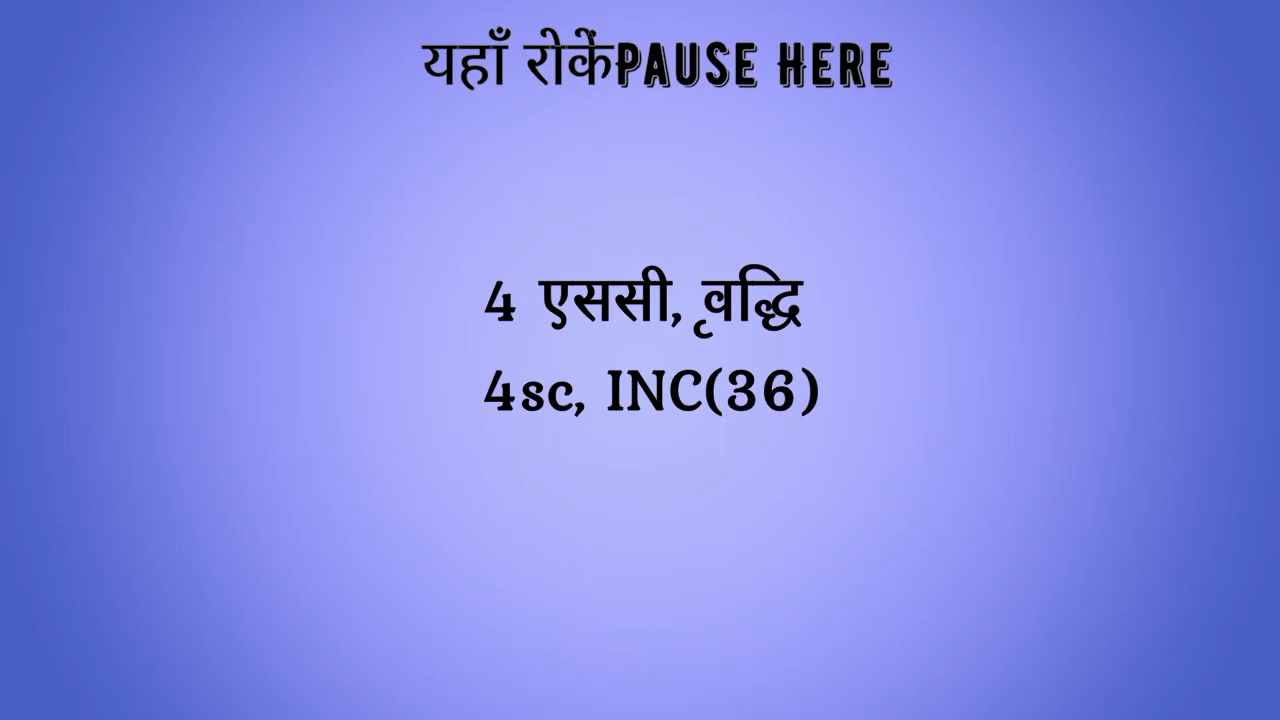 यहाँ रोकेंPAUSE HERE
4 एससी, वृद्धि
4sc, INC(36)